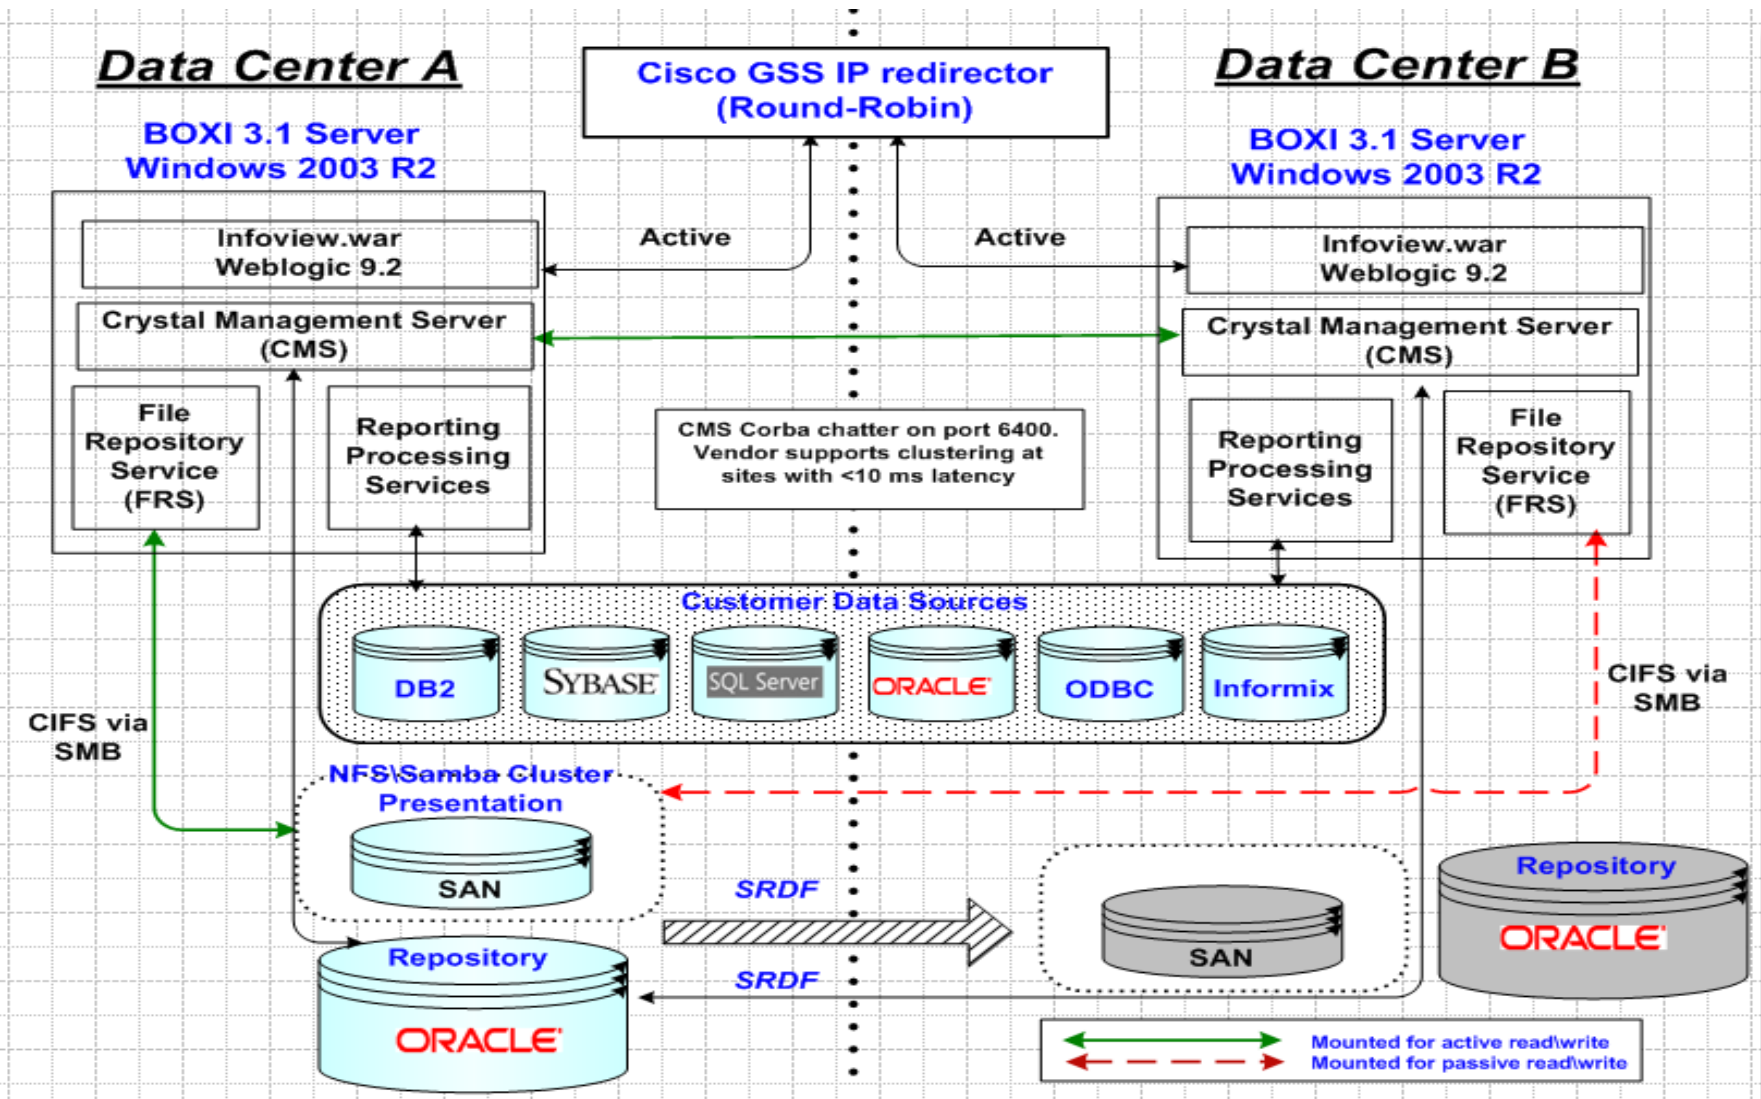 Data Center A
Cisco GSS IP redirector
(Round-Robin)
Data Center B
BOXI 3.1 Server
Windows 2003 R2
BOXI 3.1 Server
Windows 2003 R2
Infoview.war
Weblogic 9.2
Active
Active
Infoview.war
Weblogic 9.2
Crystal Management Server
(CMS)
Crystal Management Server
(CMS)
File
Repository
Service
(FRS)
Reporting
Processing
Services
CMS Corba chatter on port 6400.
Vendor supports clustering at
sites with <10 ms latency
Reporting
Processing
Services
File
Repository
Service
(FRS)
Customer Data Sources
DB2
SYBASE
SQL Server
ORACLE
ODBC
Informix
CIFS via
SMB
CIFS via
SMB
NFS\Samba Cluster
Presentation
SAN
SRDF
SRDF
SAN
Repository
ORACLE
Repository
ORACLE
Mounted for active read\write
Mounted for passive read\write